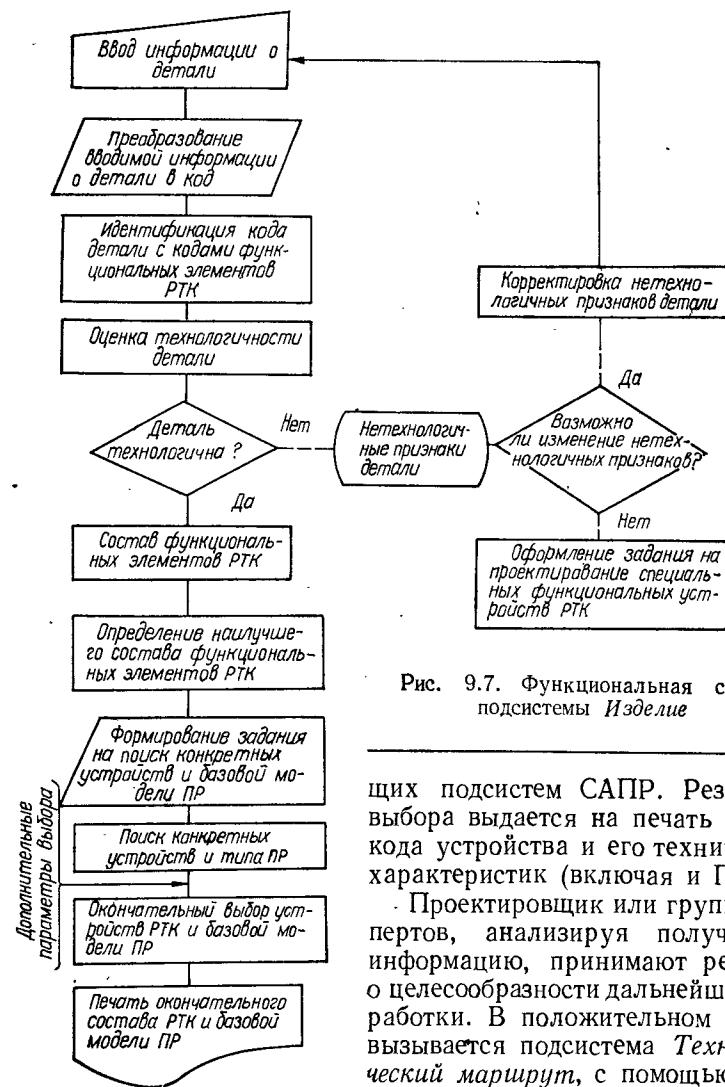 Ввод информации о
детали
Преобразование
вводимой информации
о детали в код
Идентификация кода
детали с кодами функ-
циональных элементов
РТК
Оценка технологичности
детали
Деталь
технологична?
Нет
Да
Нетехнологич-
ные признаки
детали
Возможно
ли изменение нетех-
нологичных признаков?
Да
Корректировка нетехно-
логичных признаков детали
Нет
Оформление задания на
проектирование специаль-
ных функциональных уст-
ройств РТК
Состав функциональ-
ных элементов РТК
Определение наилучше-
го состава функциональ-
ных элементов РТК
Формирование задания
на поиск конкретных
устройств и базовой мо-
дели ПР
Поиск конкретных
устройств и типа ПР
Дополнительные
параметры выбора
Окончательный выбор уст-
ройств РТК и базовой мо-
дели ПР
Печать окончательного
состава РТК и базовой
модели ПР
Рис. 9.7. Функциональная с
подсистемы Изделие
щих подсистем САПР. Рез
выбора выдается на печать
кода устройства и его техни
характеристик (включая и П
Проектировщик или групп
пертов, анализируя получ
информацию, принимают ре
о целесообразности дальнейш
работки. В положительном
вызывается подсистема Техн
ческий маршрут, с помощью